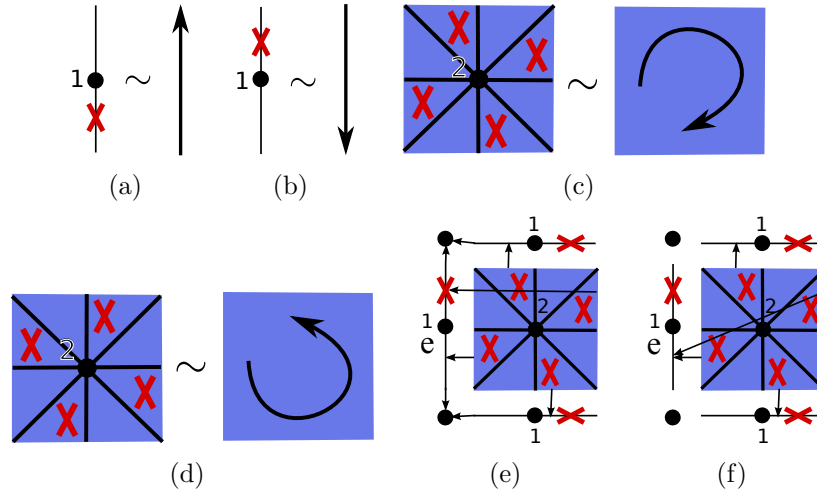 1 ∼ 1 ∼ 2 ∼
(a) (b) (c)
2 ∼ 1 2 1 e 1 1 2 1 e 1
(d) (e) (f)